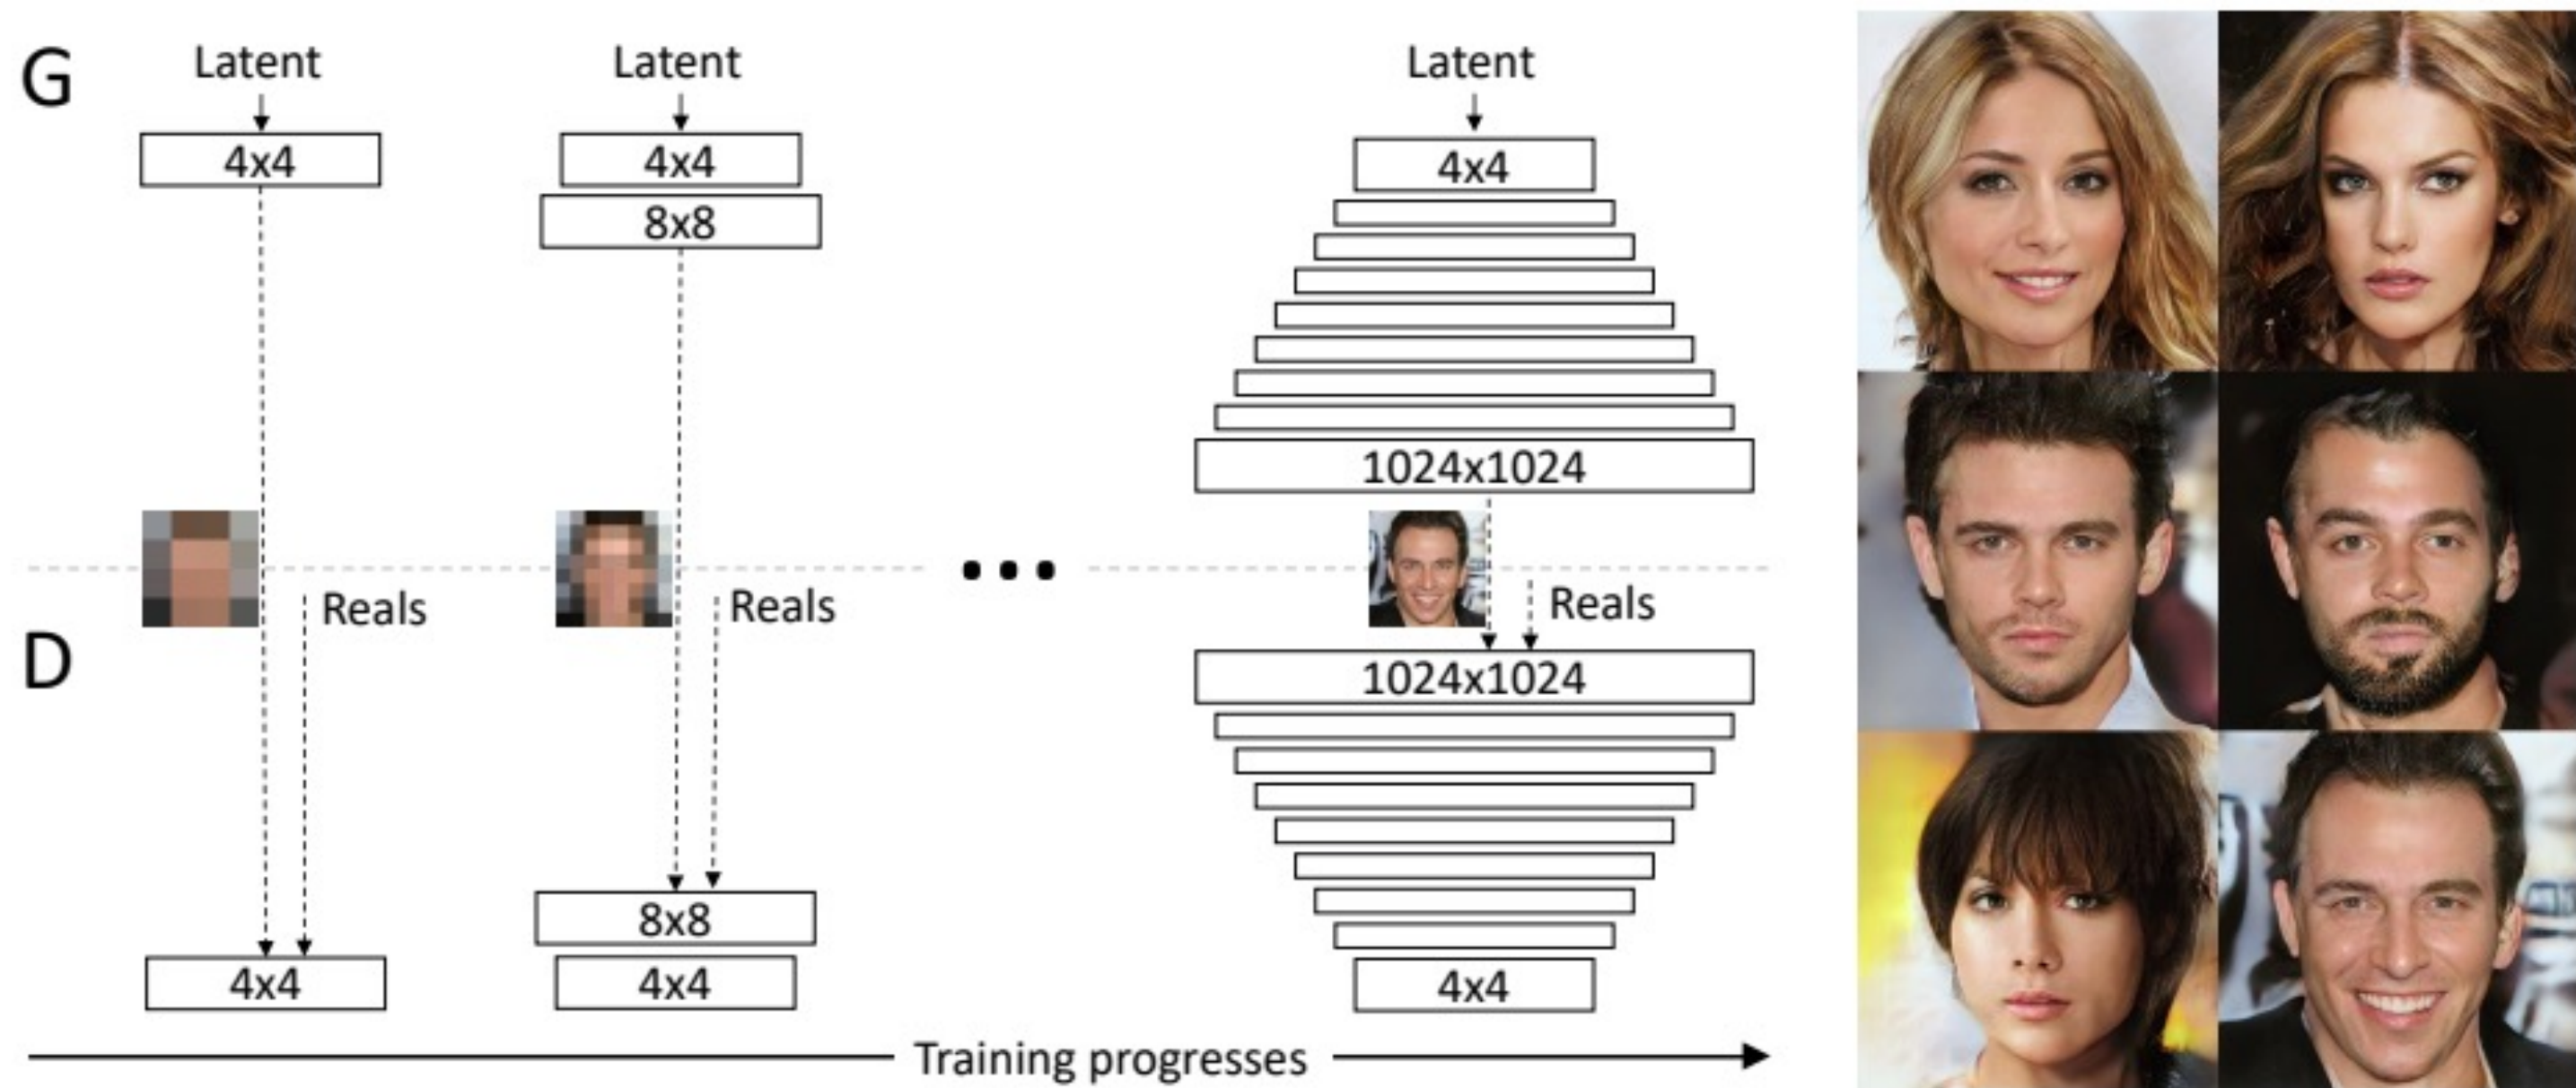 G
Latent
Latent
Latent
4x4
4x4
4x4
8x8
1024x1024
Reals
Reals
Reals
D
1024x1024
8x8
4x4
4x4
4x4
Training progresses